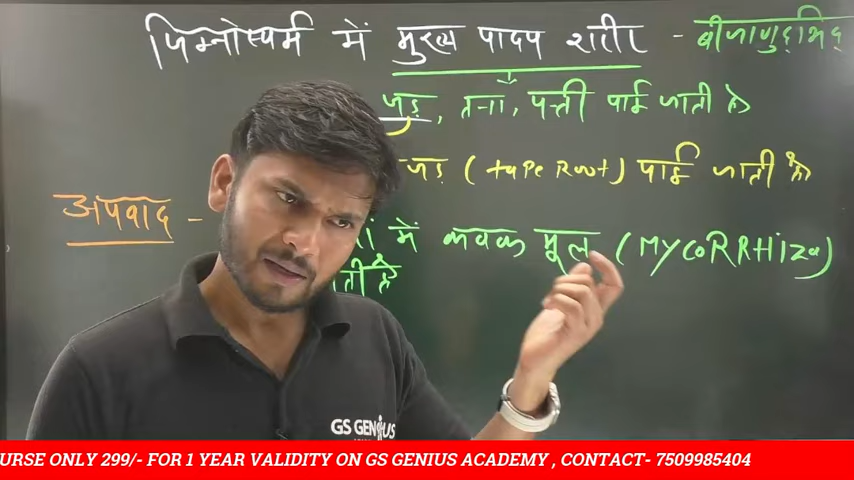 जिम्नोस्पर्म में मुख्य पादप शरीर - बीजाणुद्भिद्
जड़, तना, पत्ती पाई जाती है
जड़ (tape Root) पाई जाती है
अपवाद - में कवक मूल (MYCORRHiza)
जाती है
GS GENIUS
URSE ONLY 299/- FOR 1 YEAR VALIDITY ON GS GENIUS ACADEMY , CONTACT- 7509985404